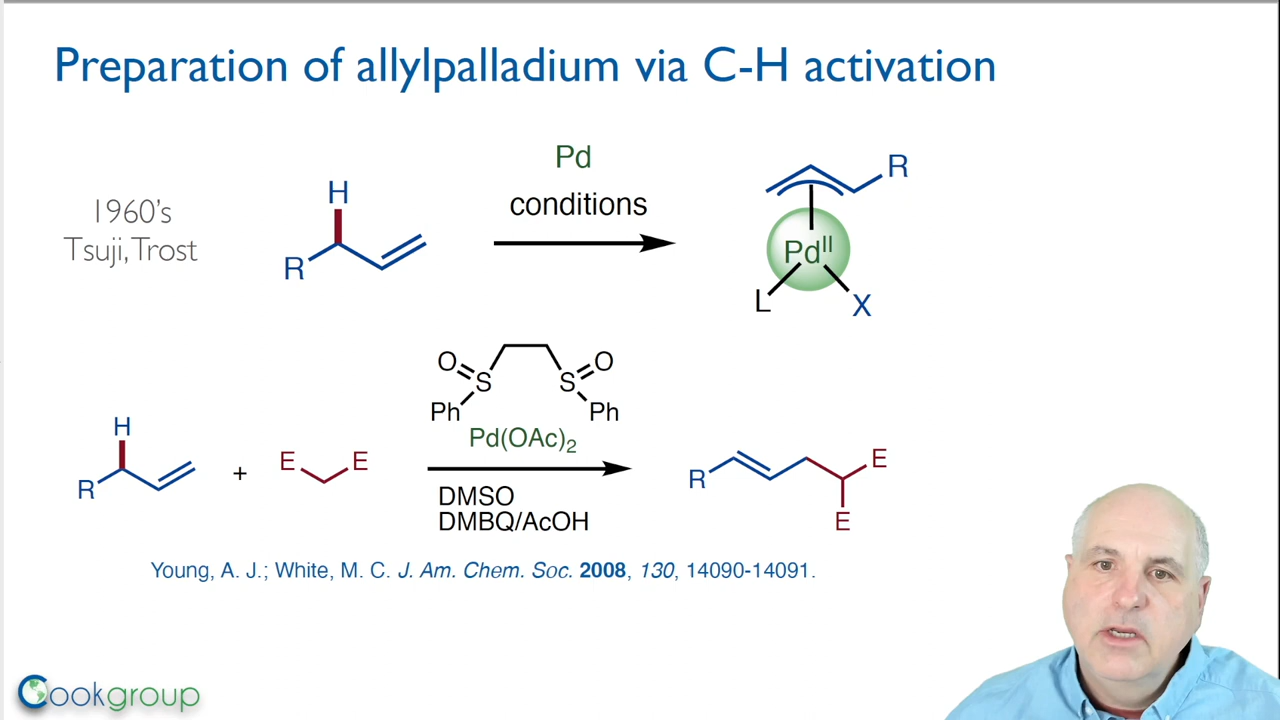 Preparation of allylpalladium via C-H activation
1960's
Tsuji, Trost
H
R
Pd
conditions
R
Pd^II
L
X
O
S
Ph
S
O
Ph
H
R
+
E
E
Pd(OAc)₂
DMSO
DMBQ/AcOH
R
E
E
Young, A. J.; White, M. C. J. Am. Chem. Soc. 2008, 130, 14090-14091.
Cookgroup